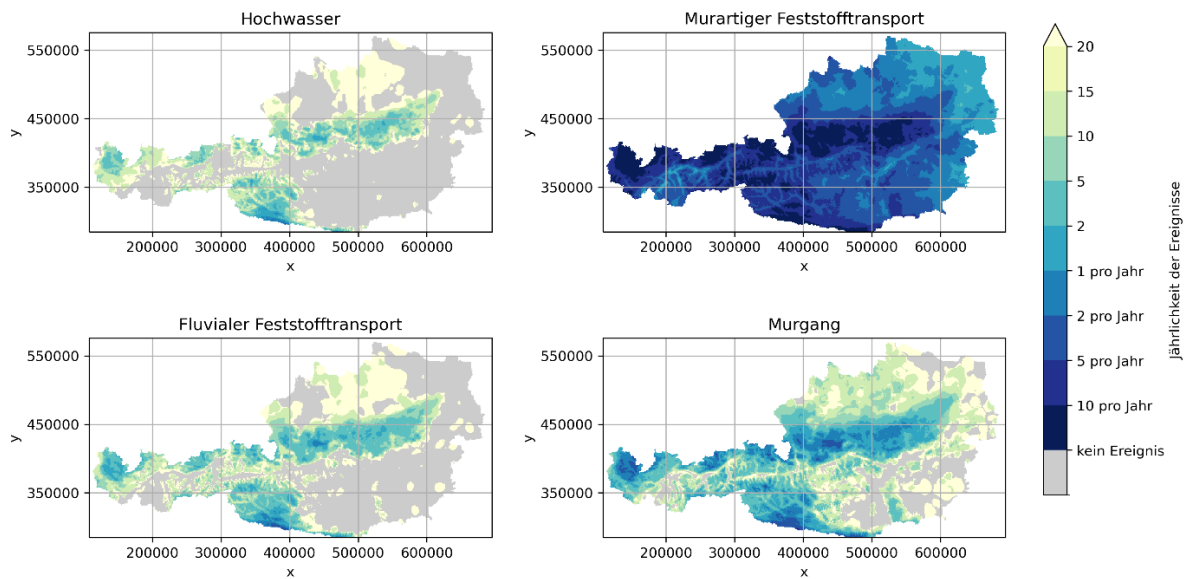 Hochwasser
550000
450000
350000
y
200000 300000 400000 500000 600000
x
Murartiger Feststofftransport
550000
450000
350000
y
200000 300000 400000 500000 600000
x
Fluvialer Feststofftransport
550000
450000
350000
y
200000 300000 400000 500000 600000
x
Murgang
550000
450000
350000
y
200000 300000 400000 500000 600000
x
20
15
10
5
2
1 pro Jahr
2 pro Jahr
5 pro Jahr
10 pro Jahr
kein Ereignis
Jährlichkeit der Ereignisse